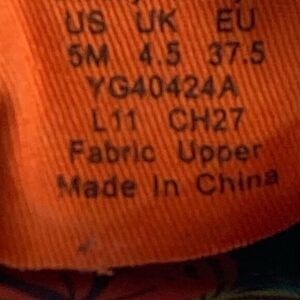 US UK EU
5M 4.5 37.5
YG40424A
L11 CH27
Fabric Upper
Made In China